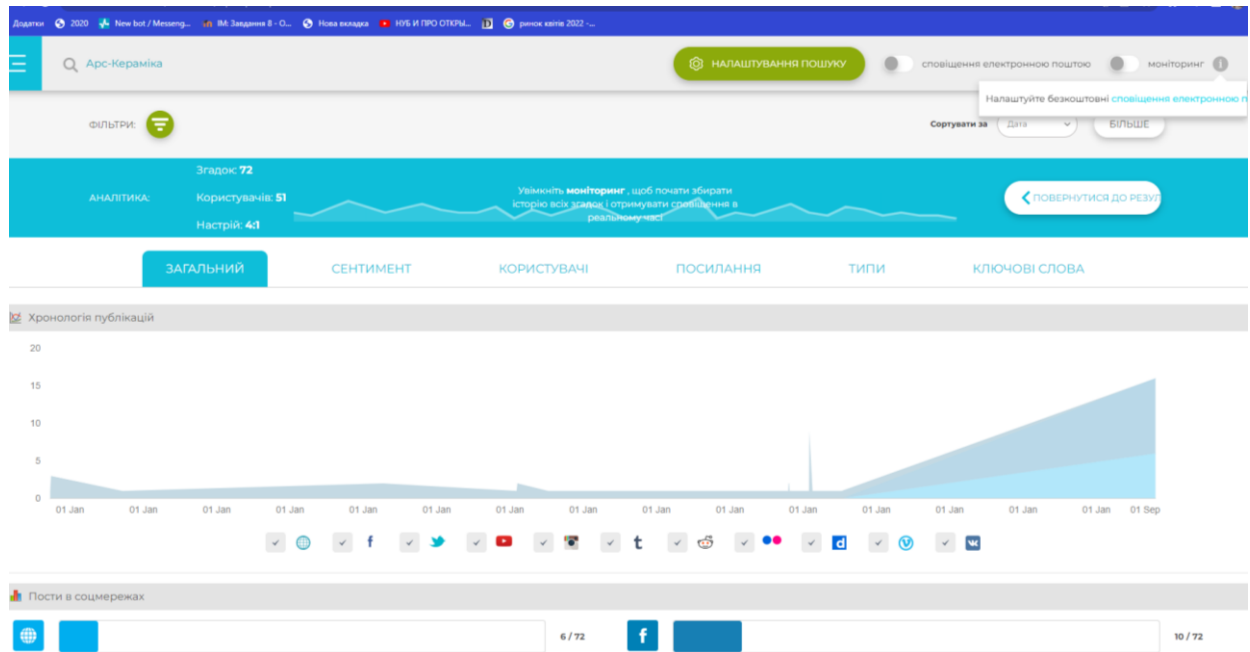 Додатки 2020 New bot / Messeng... IM: Завдання 8 - O... Нова вкладка НУБ И ПРО ОТКРЫ... ринок квітів 2022 -...
Арс-Кераміка НАЛАШТУВАННЯ ПОШУКУ сповіщення електронною поштою моніторинг
Налаштуйте безкоштовні сповіщення електронною п
ФІЛЬТРИ: Сортувати за Дата БІЛЬШЕ
Згадок: 72
АНАЛІТИКА: Користувачів: 51
Настрій: 4:1
Увімкніть моніторинг , щоб почати збирати
історію всіх згадок і отримувати сповіщення в
реальному часі
ПОВЕРНУТИСЯ ДО РЕЗУЛ
ЗАГАЛЬНИЙ СЕНТИМЕНТ КОРИСТУВАЧІ ПОСИЛАННЯ ТИПИ КЛЮЧОВІ СЛОВА
Хронологія публікацій
20
15
10
5
0
01 Jan 01 Jan 01 Jan 01 Jan 01 Jan 01 Jan 01 Jan 01 Jan 01 Jan 01 Jan 01 Jan 01 Jan 01 Jan 01 Jan 01 Jan 01 Sep
Пости в соцмережах
6 / 72 10 / 72